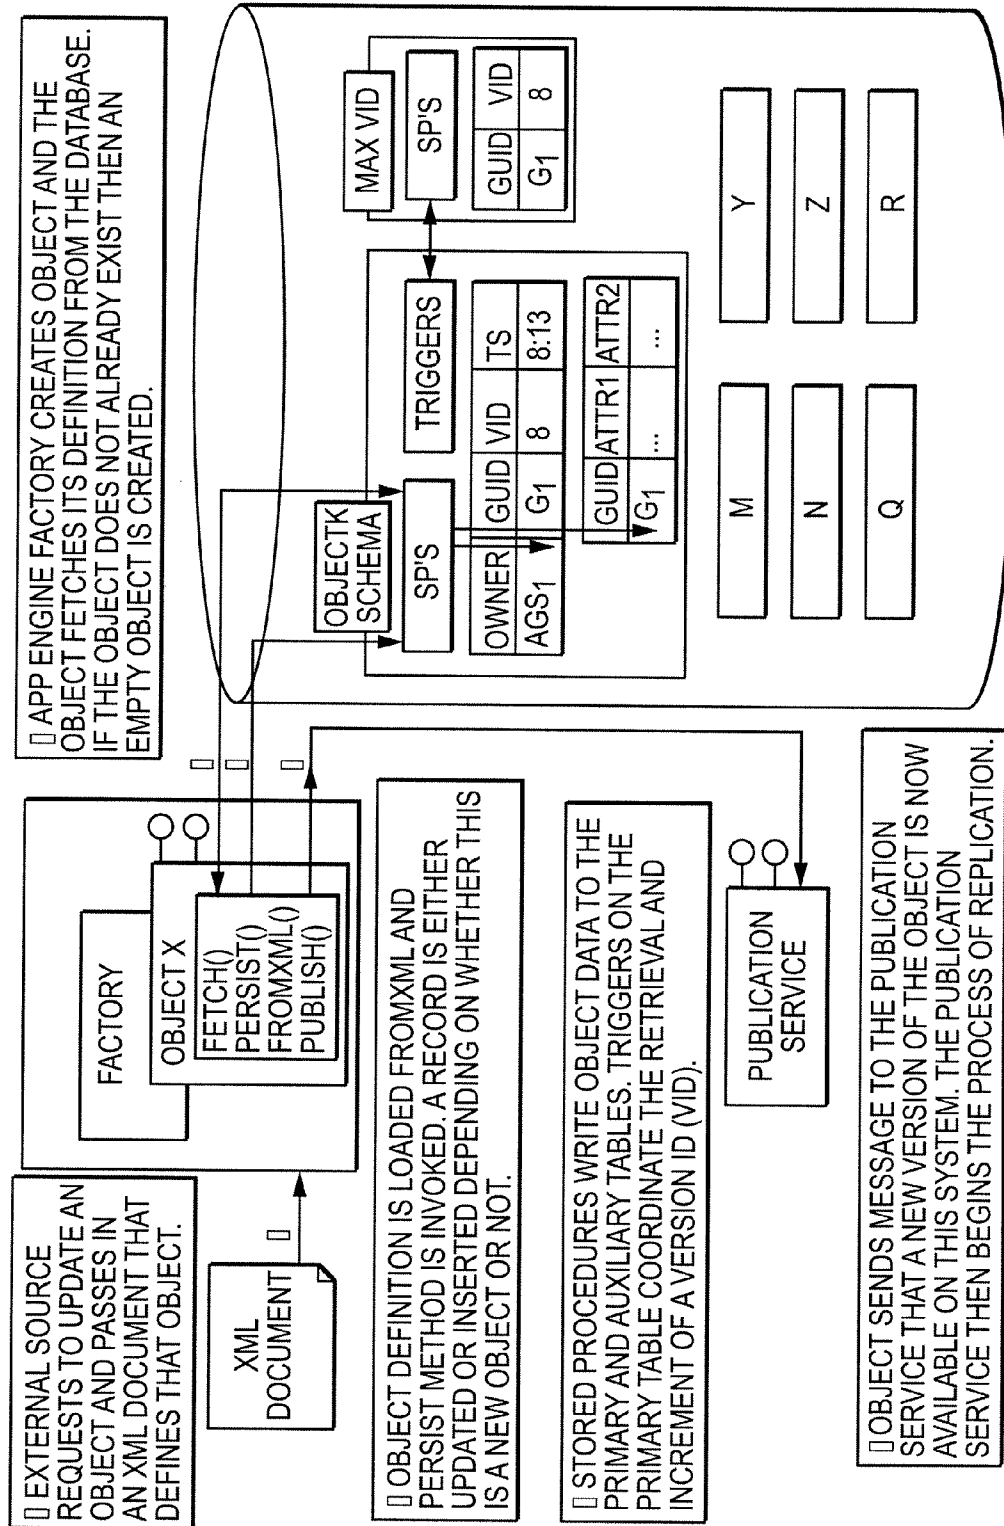 ▯ EXTERNAL SOURCE
REQUESTS TO UPDATE AN
OBJECT AND PASSES IN
AN XML DOCUMENT THAT
DEFINES THAT OBJECT.
XML
DOCUMENT
▯
FACTORY
OBJECT X
FETCH()
PERSIST()
FROMXML()
PUBLISH()
▯
▯
▯
▯ APP ENGINE FACTORY CREATES OBJECT AND THE
OBJECT FETCHES ITS DEFINITION FROM THE DATABASE.
IF THE OBJECT DOES NOT ALREADY EXIST THEN AN
EMPTY OBJECT IS CREATED.
▯ OBJECT DEFINITION IS LOADED FROMXML AND
PERSIST METHOD IS INVOKED. A RECORD IS EITHER
UPDATED OR INSERTED DEPENDING ON WHETHER THIS
IS A NEW OBJECT OR NOT.
▯ STORED PROCEDURES WRITE OBJECT DATA TO THE
PRIMARY AND AUXILIARY TABLES. TRIGGERS ON THE
PRIMARY TABLE COORDINATE THE RETRIEVAL AND
INCREMENT OF A VERSION ID (VID).
PUBLICATION
SERVICE
▯ OBJECT SENDS MESSAGE TO THE PUBLICATION
SERVICE THAT A NEW VERSION OF THE OBJECT IS NOW
AVAILABLE ON THIS SYSTEM. THE PUBLICATION
SERVICE THEN BEGINS THE PROCESS OF REPLICATION.
OBJECTK
SCHEMA
SP'S
TRIGGERS
OWNER GUID VID TS
AGS1 G1 8 8:13
GUID ATTR1 ATTR2
G1 ... ...
MAX VID
SP'S
GUID VID
G1 8
M Y
N Z
Q R